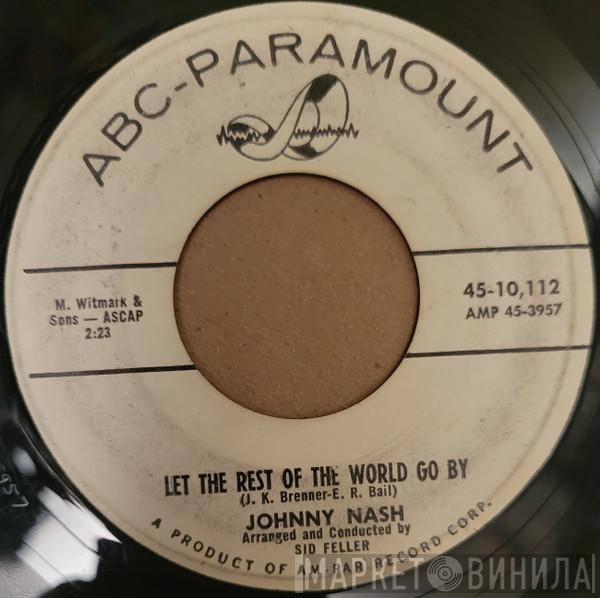 ABC-PARAMOUNT
M. Witmark &
Sons — ASCAP
2:23
45-10,112
AMP 45-3957
LET THE REST OF THE WORLD GO BY
(J. K. Brenner-E. R. Bail)
JOHNNY NASH
Arranged and Conducted by
SID FELLER
A PRODUCT OF AM-PAR RECORD CORP.
3957
МАРКЕТ ВИНИЛА